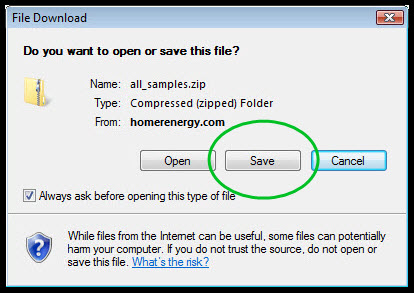 File Download
Do you want to open or save this file?
Name: all_samples.zip
Type: Compressed (zipped) Folder
From: homerenergy.com
Open Save Cancel
Always ask before opening this type of file
While files from the Internet can be useful, some files can potentially
harm your computer. If you do not trust the source, do not open or
save this file. What's the risk?